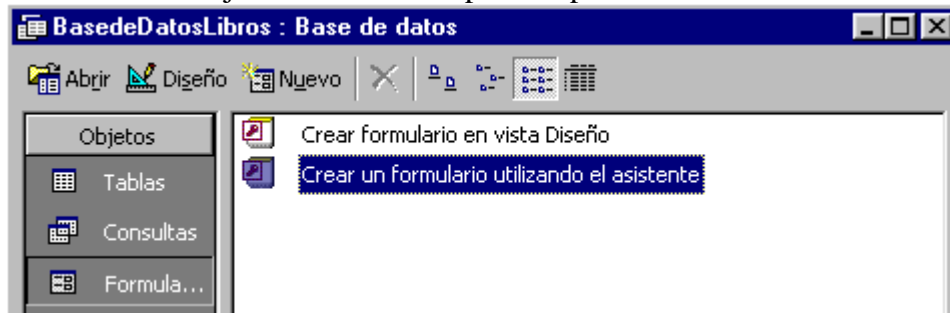 BasedeDatosLibros : Base de datos
Abrir Diseño Nuevo
Objetos
Crear formulario en vista Diseño
Tablas
Crear un formulario utilizando el asistente
Consultas
Formula...